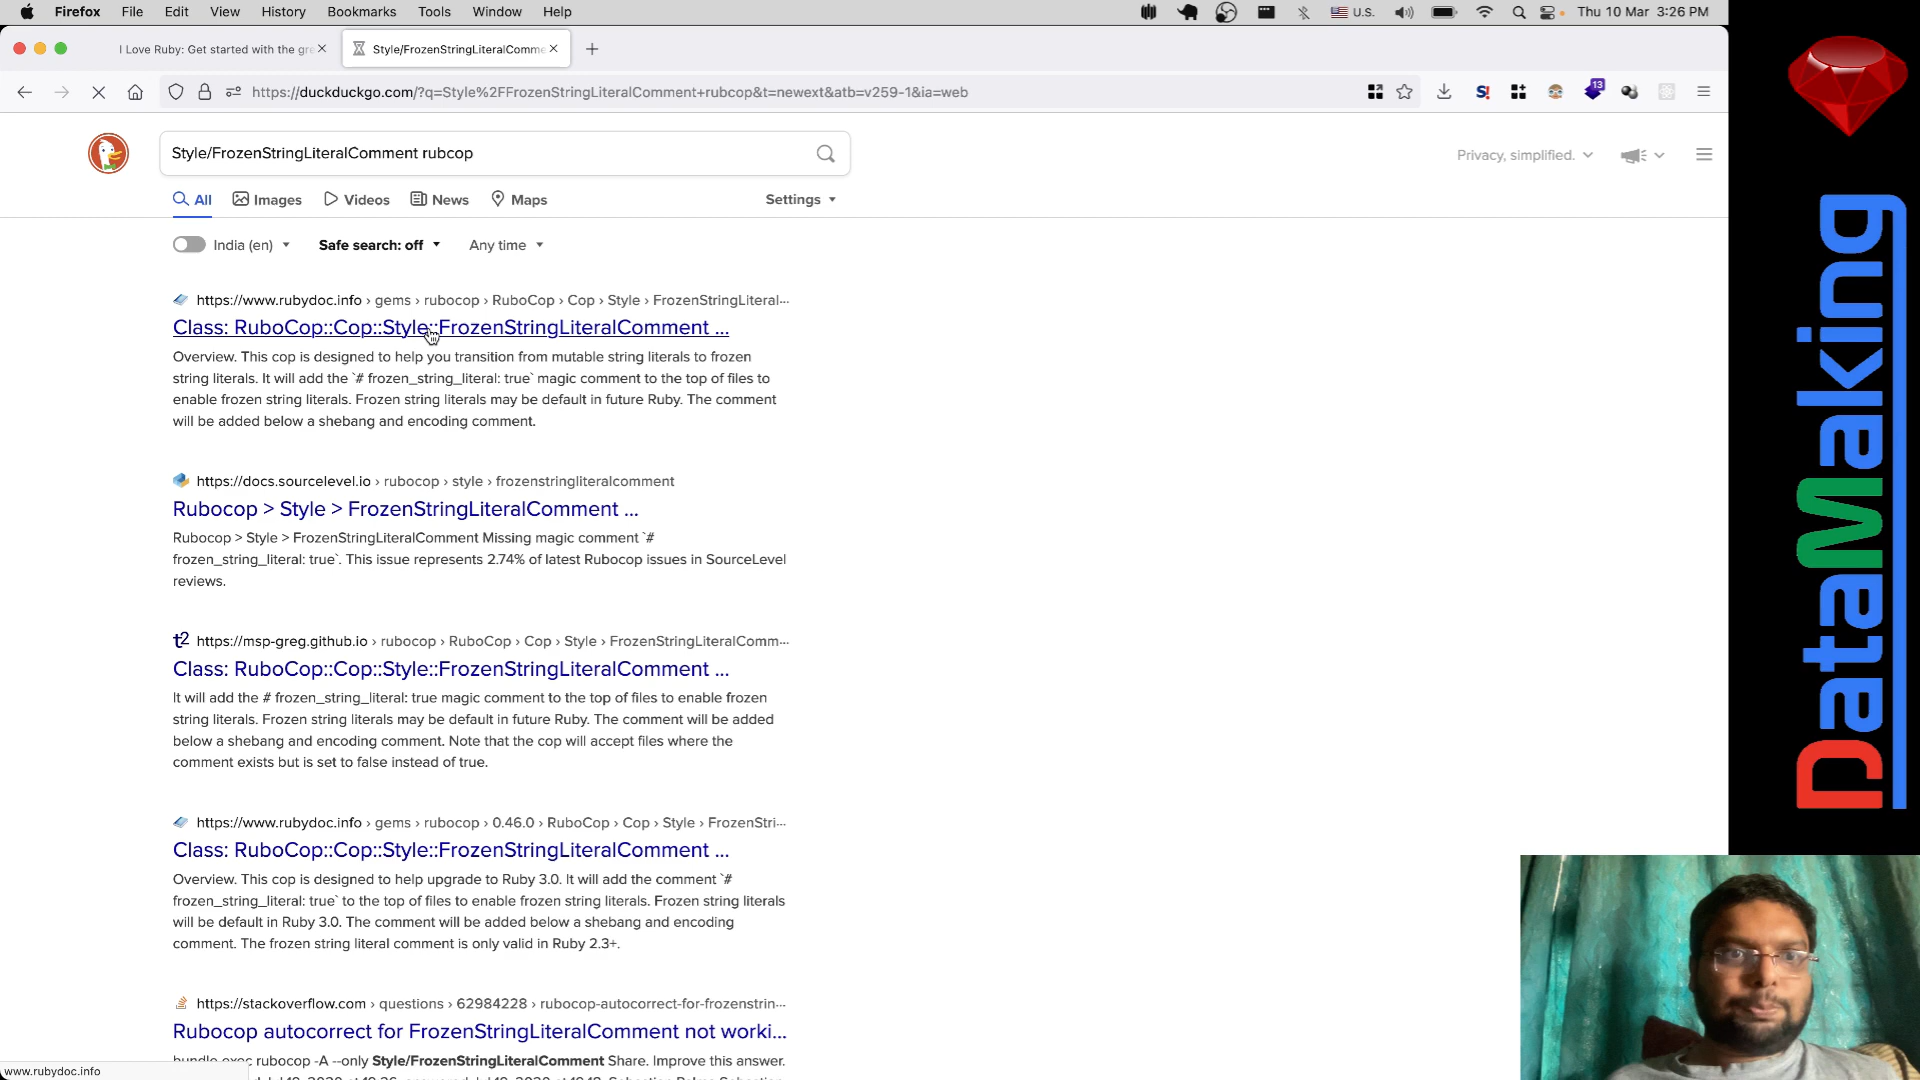 Firefox File Edit View History Bookmarks Tools Window Help U.S. Thu 10 Mar 3:26 PM
I Love Ruby: Get started with the gre Style/FrozenStringLiteralComme
https://duckduckgo.com/?q=Style%2FFrozenStringLiteralComment+rubcop&t=newext&atb=v259-1&ia=web S! 13
Style/FrozenStringLiteralComment rubcop Privacy, simplified.
All Images Videos News Maps Settings
India (en) Safe search: off Any time
https://www.rubydoc.info › gems › rubocop › RuboCop › Cop › Style › FrozenStringLiteral...
Class: RuboCop::Cop::Style::FrozenStringLiteralComment ...
Overview. This cop is designed to help you transition from mutable string literals to frozen
string literals. It will add the `# frozen_string_literal: true` magic comment to the top of files to
enable frozen string literals. Frozen string literals may be default in future Ruby. The comment
will be added below a shebang and encoding comment.
https://docs.sourcelevel.io › rubocop › style › frozenstringliteralcomment
Rubocop > Style > FrozenStringLiteralComment ...
Rubocop > Style > FrozenStringLiteralComment Missing magic comment `#
frozen_string_literal: true`. This issue represents 2.74% of latest Rubocop issues in SourceLevel
reviews.
t2 https://msp-greg.github.io › rubocop › RuboCop › Cop › Style › FrozenStringLiteralComm...
Class: RuboCop::Cop::Style::FrozenStringLiteralComment ...
It will add the # frozen_string_literal: true magic comment to the top of files to enable frozen
string literals. Frozen string literals may be default in future Ruby. The comment will be added
below a shebang and encoding comment. Note that the cop will accept files where the
comment exists but is set to false instead of true.
https://www.rubydoc.info › gems › rubocop › 0.46.0 › RuboCop › Cop › Style › FrozenStri...
Class: RuboCop::Cop::Style::FrozenStringLiteralComment ...
Overview. This cop is designed to help upgrade to Ruby 3.0. It will add the comment `#
frozen_string_literal: true` to the top of files to enable frozen string literals. Frozen string literals
will be default in Ruby 3.0. The comment will be added below a shebang and encoding
comment. The frozen string literal comment is only valid in Ruby 2.3+.
https://stackoverflow.com › questions › 62984228 › rubocop-autocorrect-for-frozenstrin...
Rubocop autocorrect for FrozenStringLiteralComment not worki...
bundle exec rubocop -A --only Style/FrozenStringLiteralComment Share. Improve this answer.
www.rubydoc.info
DataMaking